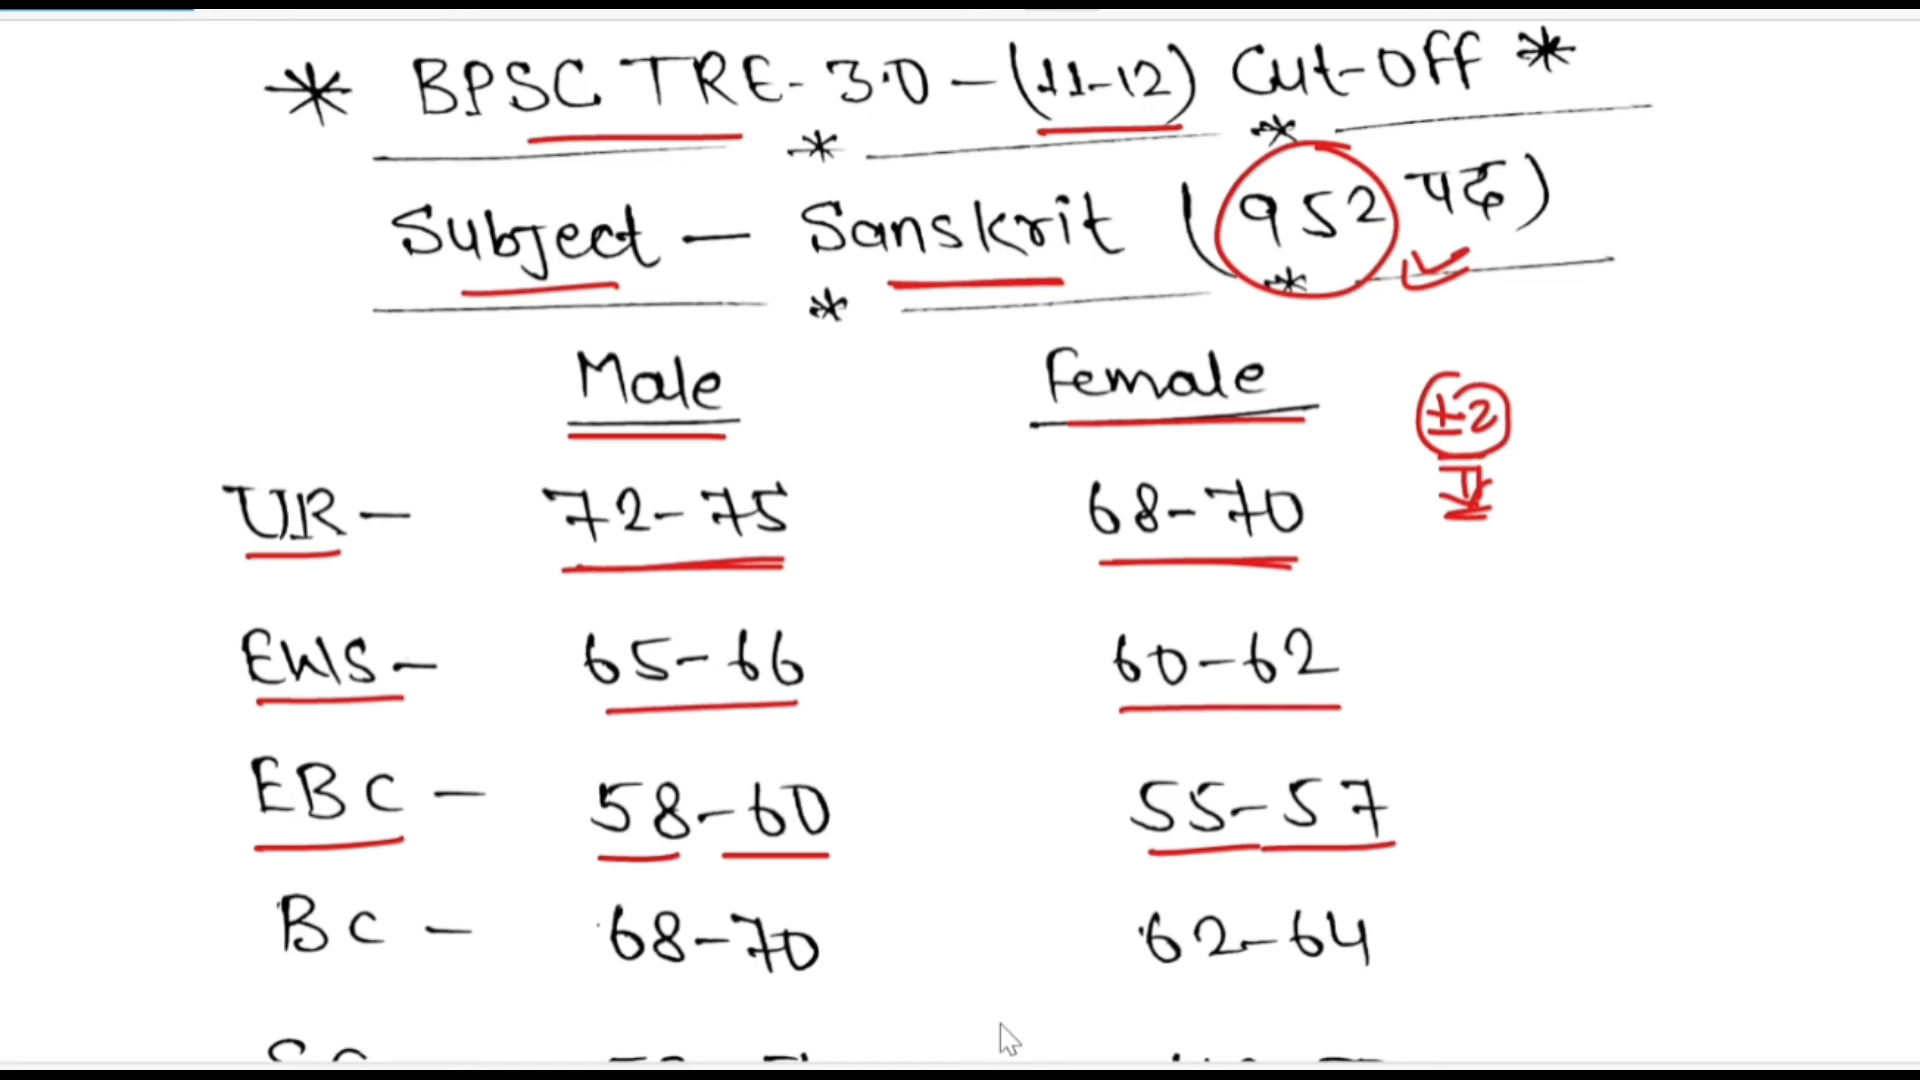 * BPSC TRE-3.0 - (11-12) Cut-Off *
Subject - Sanskrit (952 पद)
Male Female ±2
UR - 72-75 68-70
EWS - 65-66 60-62
EBC - 58-60 55-57
BC - 68-70 62-64